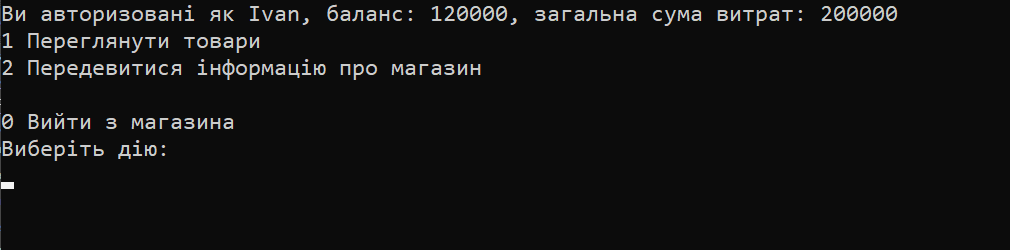 Ви авторизовані як Ivan, баланс: 120000, загальна сума витрат: 200000
1 Переглянути товари
2 Передевитися інформацію про магазин
0 Вийти з магазина
Виберіть дію: